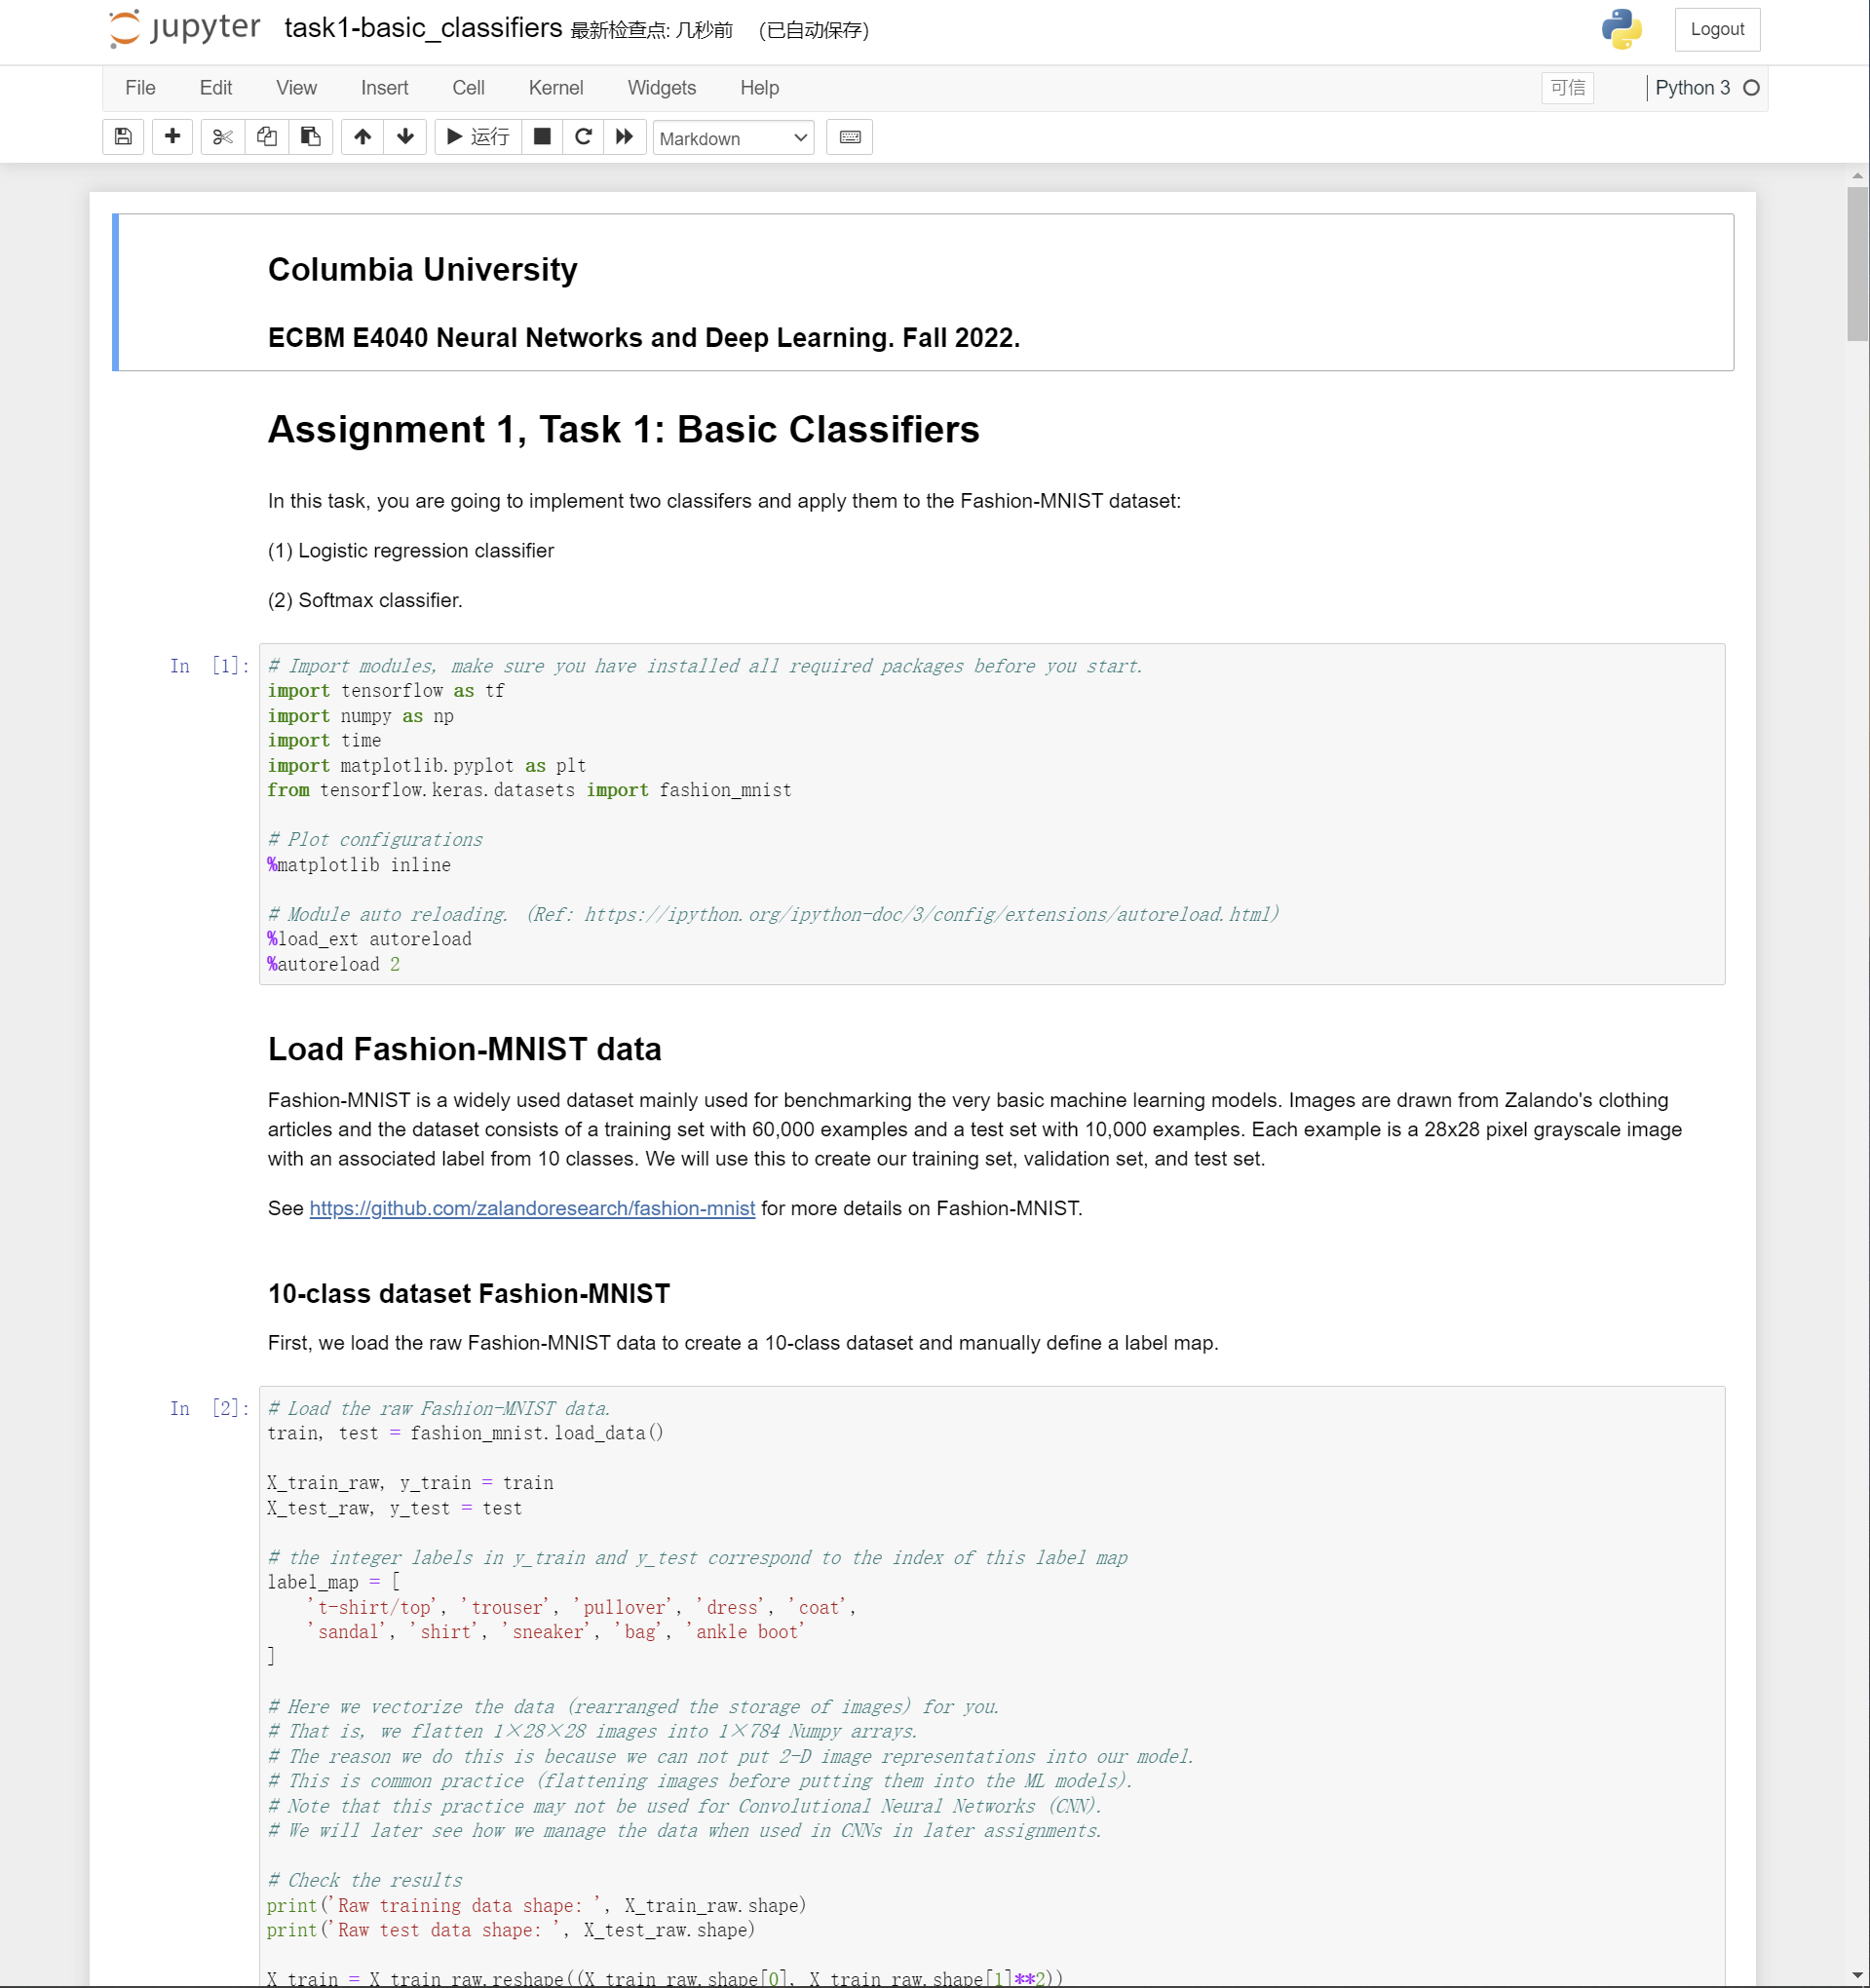 jupyter task1-basic_classifiers 最新检查点: 几秒前 (已自动保存) Logout
File Edit View Insert Cell Kernel Widgets Help 可信 Python 3
运行 Markdown
Columbia University
ECBM E4040 Neural Networks and Deep Learning. Fall 2022.
Assignment 1, Task 1: Basic Classifiers
In this task, you are going to implement two classifers and apply them to the Fashion-MNIST dataset:
(1) Logistic regression classifier
(2) Softmax classifier.
In [1]: # Import modules, make sure you have installed all required packages before you start.
import tensorflow as tf
import numpy as np
import time
import matplotlib.pyplot as plt
from tensorflow.keras.datasets import fashion_mnist
# Plot configurations
%matplotlib inline
# Module auto reloading. (Ref: https://ipython.org/ipython-doc/3/config/extensions/autoreload.html)
%load_ext autoreload
%autoreload 2
Load Fashion-MNIST data
Fashion-MNIST is a widely used dataset mainly used for benchmarking the very basic machine learning models. Images are drawn from Zalando's clothing
articles and the dataset consists of a training set with 60,000 examples and a test set with 10,000 examples. Each example is a 28x28 pixel grayscale image
with an associated label from 10 classes. We will use this to create our training set, validation set, and test set.
See https://github.com/zalandoresearch/fashion-mnist for more details on Fashion-MNIST.
10-class dataset Fashion-MNIST
First, we load the raw Fashion-MNIST data to create a 10-class dataset and manually define a label map.
In [2]: # Load the raw Fashion-MNIST data.
train, test = fashion_mnist.load_data()
X_train_raw, y_train = train
X_test_raw, y_test = test
# the integer labels in y_train and y_test correspond to the index of this label map
label_map = [
't-shirt/top', 'trouser', 'pullover', 'dress', 'coat',
'sandal', 'shirt', 'sneaker', 'bag', 'ankle boot'
]
# Here we vectorize the data (rearranged the storage of images) for you.
# That is, we flatten 1×28×28 images into 1×784 Numpy arrays.
# The reason we do this is because we can not put 2-D image representations into our model.
# This is common practice (flattening images before putting them into the ML models).
# Note that this practice may not be used for Convolutional Neural Networks (CNN).
# We will later see how we manage the data when used in CNNs in later assignments.
# Check the results
print('Raw training data shape: ', X_train_raw.shape)
print('Raw test data shape: ', X_test_raw.shape)
X_train = X_train_raw.reshape((X_train_raw.shape[0], X_train_raw.shape[1]**2))